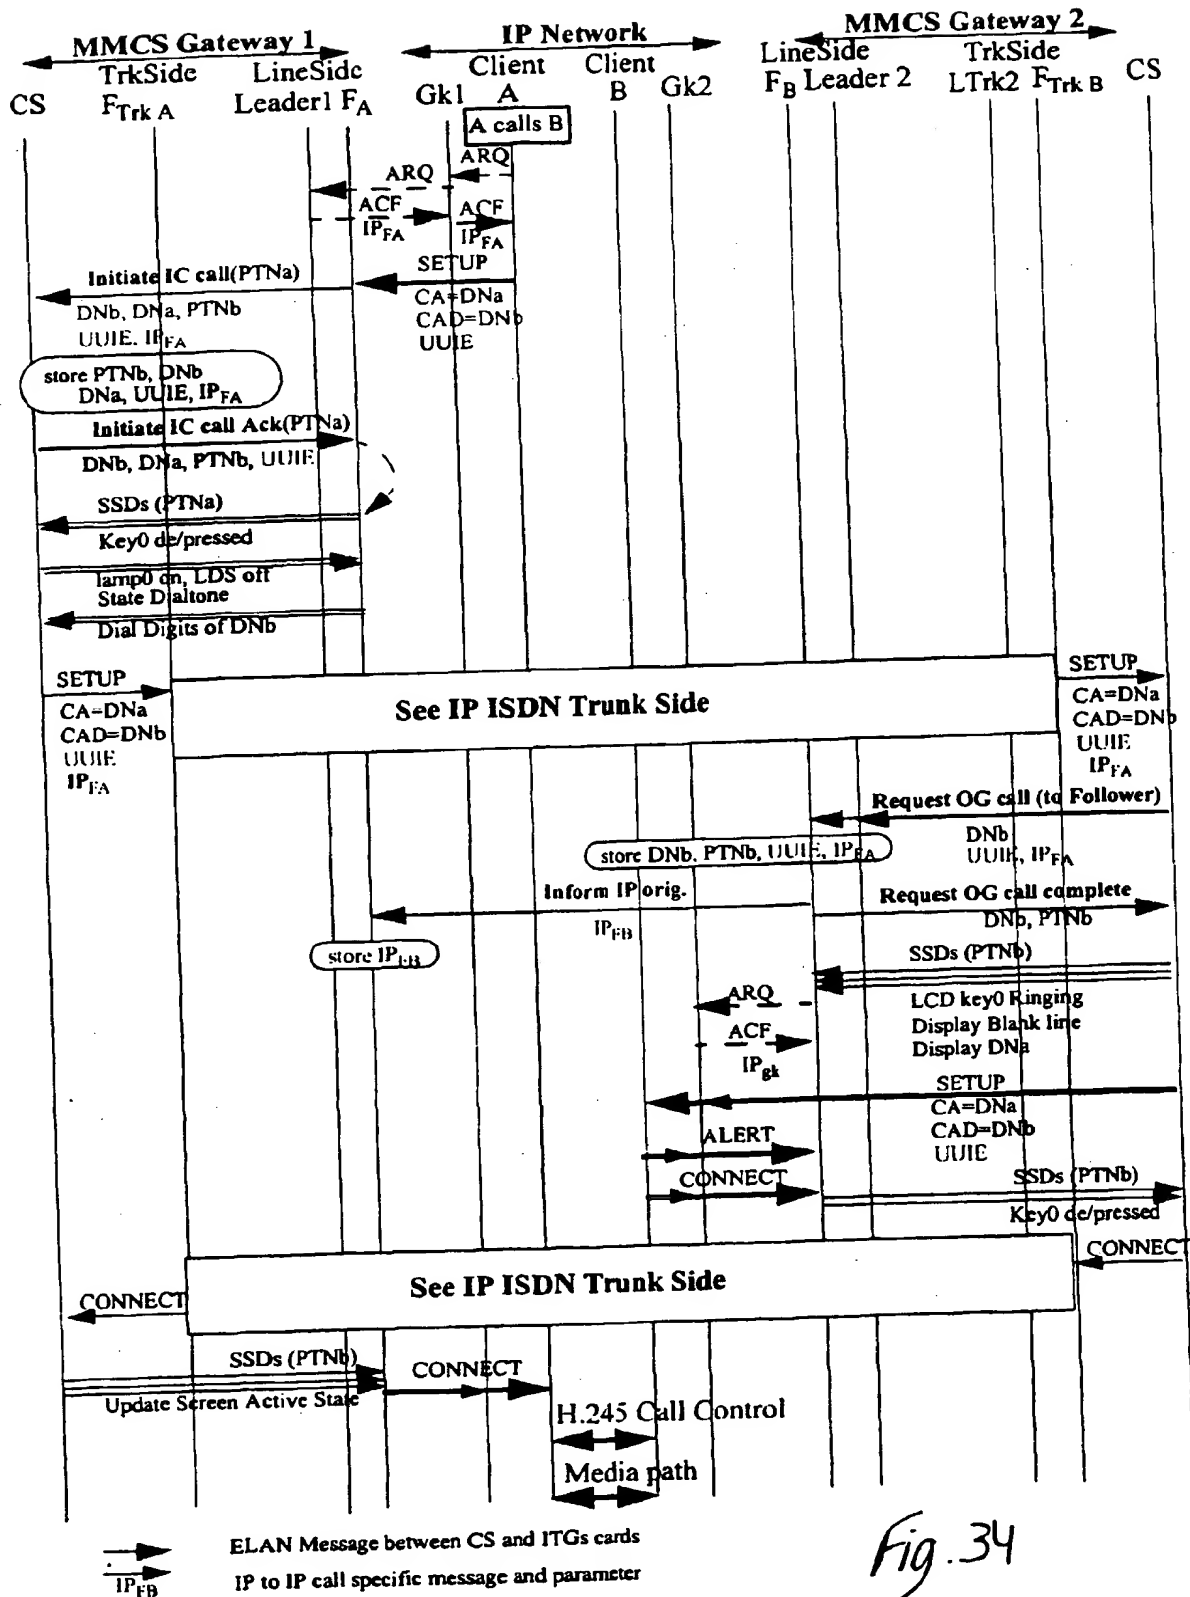 MMCS Gateway 1
IP Network
MMCS Gateway 2
CS
TrkSide
FTrk A
LineSide
Leader1 FA
Gk1
Client
A
Client
B
Gk2
LineSide
FB Leader 2
TrkSide
LTrk2 FTrk B
CS
A calls B
ARQ
ARQ
ACF
IPFA
ACF
IPFA
SETUP
CA=DNa
CAD=DNb
UUIE
Initiate IC call(PTNa)
DNb, DNa, PTNb
UUIE, IPFA
store PTNb, DNb
DNa, UUIE, IPFA
Initiate IC call Ack(PTNa)
DNb, DNa, PTNb, UUIE
SSDs (PTNa)
Key0 de/pressed
lamp0 on, LDS off
State Dialtone
Dial Digits of DNb
SETUP
CA=DNa
CAD=DNb
UUIE
IPFA
See IP ISDN Trunk Side
SETUP
CA=DNa
CAD=DNb
UUIE
IPFA
Request OG call (to Follower)
DNb
UUIE, IPFA
store DNb, PTNb, UUIE, IPFA
Inform IP orig.
IPFB
Request OG call complete
DNb, PTNb
store IPFB
SSDs (PTNb)
LCD key0 Ringing
Display Blank line
Display DNa
ARQ
ACF
IPgk
SETUP
CA=DNa
CAD=DNb
UUIE
ALERT
CONNECT
SSDs (PTNb)
Key0 de/pressed
CONNECT
See IP ISDN Trunk Side
CONNECT
SSDs (PTNb)
Update Screen Active State
CONNECT
H.245 Call Control
Media path
ELAN Message between CS and ITGs cards
IPFB
IP to IP call specific message and parameter
Fig. 34